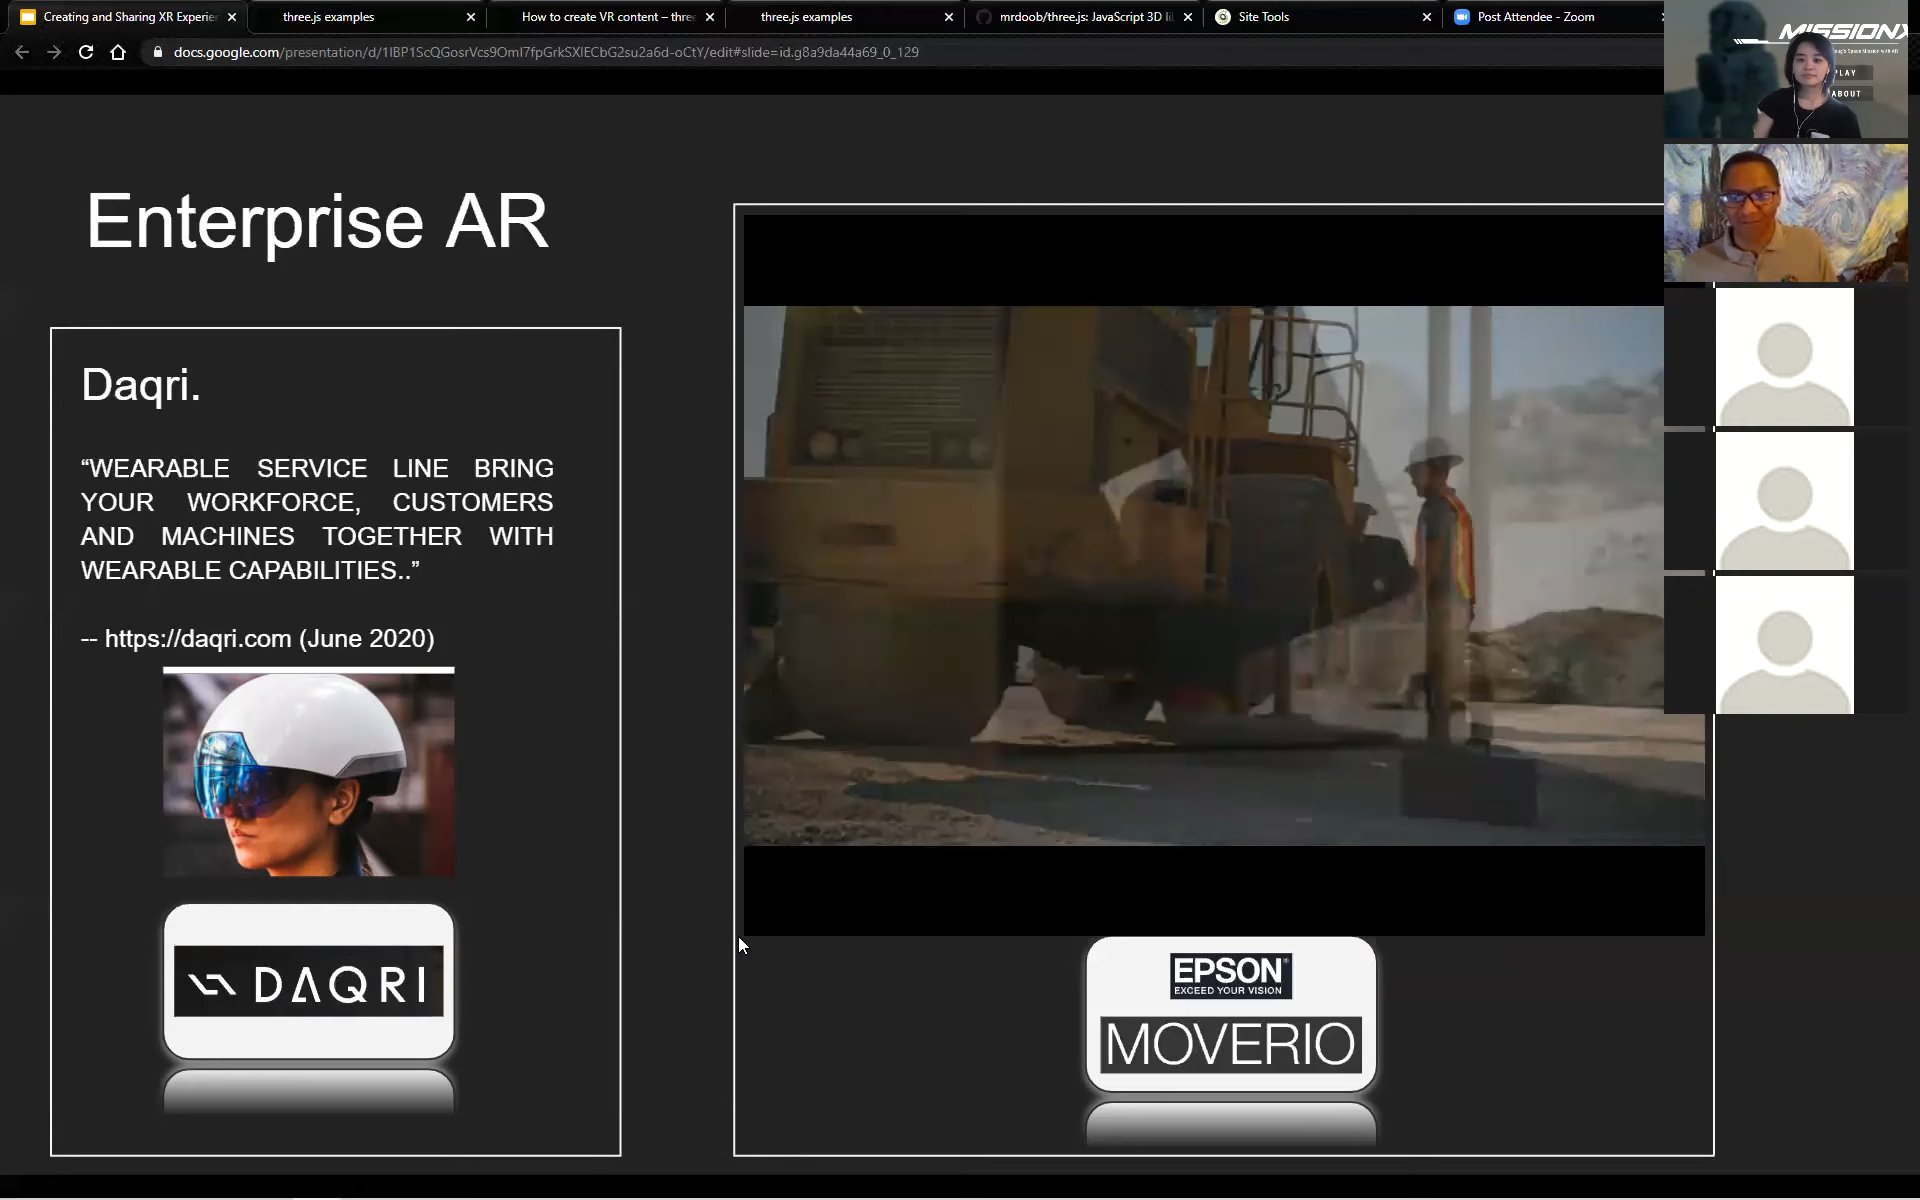 Creating and Sharing XR Experie
three.js examples
How to create VR content – thre
three.js examples
mrdoob/three.js: JavaScript 3D li
Site Tools
Post Attendee - Zoom
docs.google.com/presentation/d/1IBP1ScQGosrVcs9OmI7fpGrkSXIECbG2su2a6d-oCtY/edit#slide=id.g8a9da44a69_0_129
MISSIONX
PLAY
ABOUT
Enterprise AR
Daqri.
“WEARABLE SERVICE LINE BRING
YOUR WORKFORCE, CUSTOMERS
AND MACHINES TOGETHER WITH
WEARABLE CAPABILITIES..”
-- https://daqri.com (June 2020)
DAQRI
EPSON®
EXCEED YOUR VISION
MOVERIO